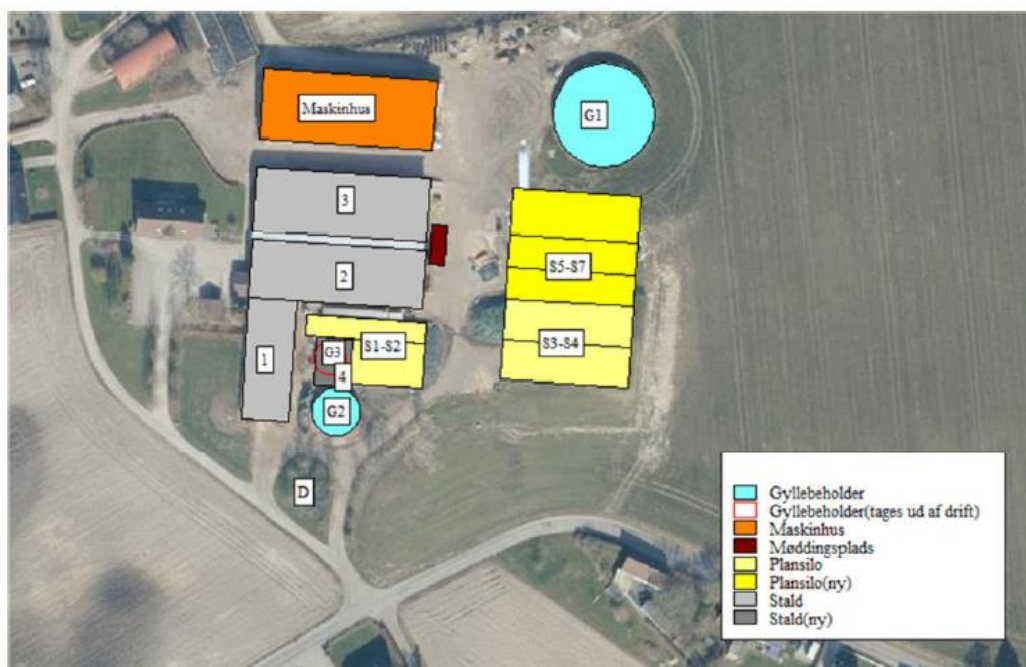 Maskinhus
G1
3
S5-S7
2
S1-S2
S3-S4
G3
1
4
G2
D
Gyllebeholder
Gyllebeholder(tages ud af drift)
Maskinhus
Møddingsplads
Plansilo
Plansilo(ny)
Stald
Stald(ny)